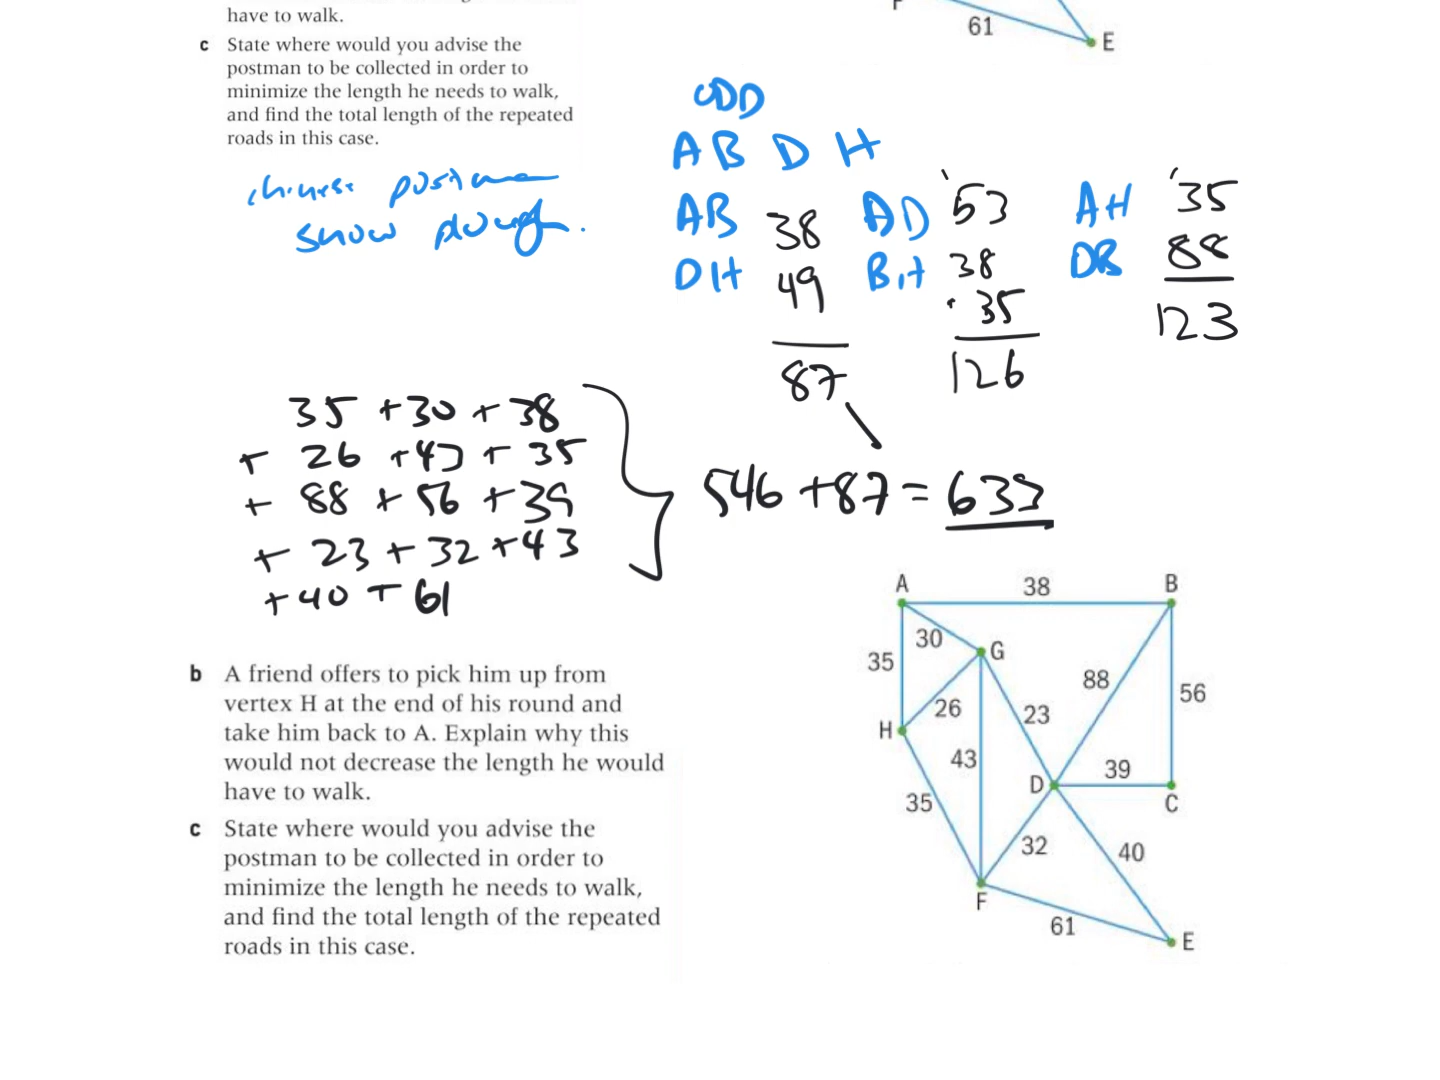 have to walk.
c State where would you advise the
postman to be collected in order to
minimize the length he needs to walk,
and find the total length of the repeated
roads in this case.
61
E
ODD
A B D H
chinese postman
snow plough.
AB 38
DH 49
87
AD 53
BH 38
35
126
AH 35
DB 88
123
35 + 30 + 38
+ 26 + 43 + 35
+ 88 + 56 + 39
+ 23 + 32 + 43
+ 40 + 61
546 + 87 = 633
b A friend offers to pick him up from
vertex H at the end of his round and
take him back to A. Explain why this
would not decrease the length he would
have to walk.
c State where would you advise the
postman to be collected in order to
minimize the length he needs to walk,
and find the total length of the repeated
roads in this case.
A 38 B
30
G
35
88
56
26
23
H
43
D 39
C
35
32
40
F
61
E